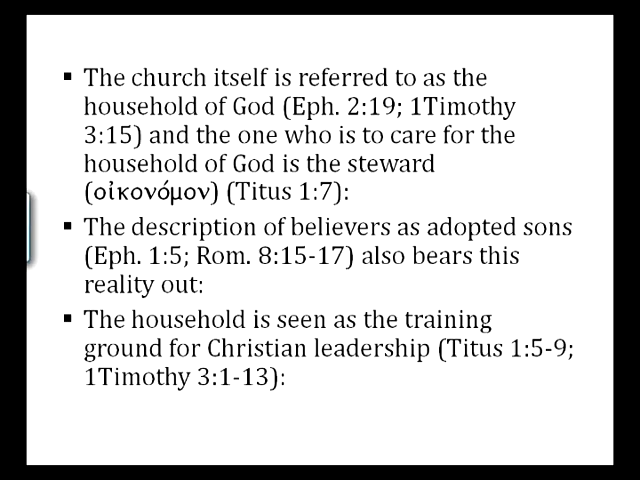 ▪ The church itself is referred to as the
household of God (Eph. 2:19; 1Timothy
3:15) and the one who is to care for the
household of God is the steward
(οἰκονόμον) (Titus 1:7):
▪ The description of believers as adopted sons
(Eph. 1:5; Rom. 8:15-17) also bears this
reality out:
▪ The household is seen as the training
ground for Christian leadership (Titus 1:5-9;
1Timothy 3:1-13):